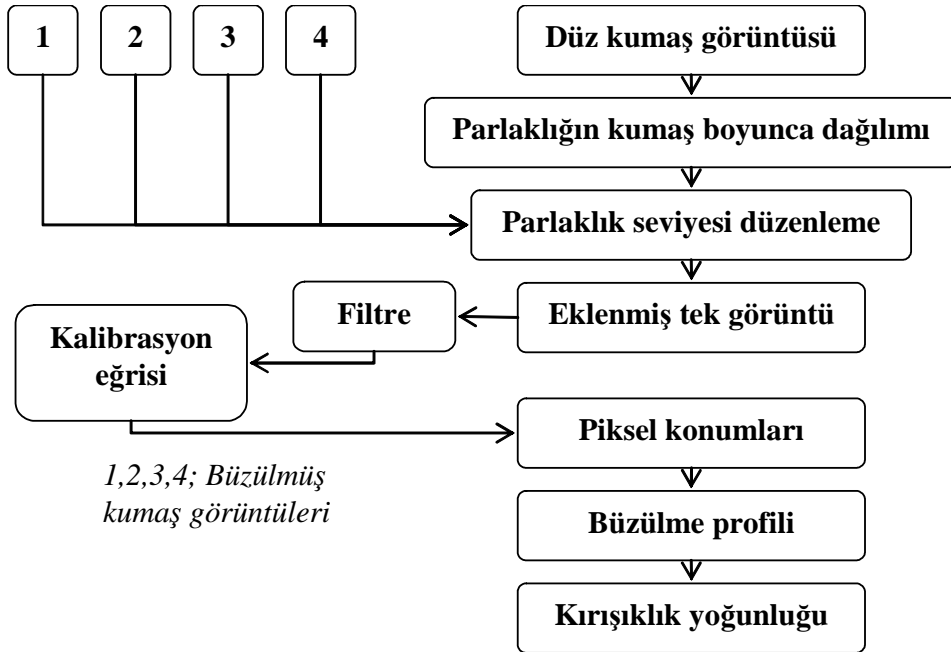 1 2 3 4
Düz kumaş görüntüsü
Parlaklığın kumaş boyunca dağılımı
Parlaklık seviyesi düzenleme
Eklenmiş tek görüntü
Filtre
Kalibrasyon
eğrisi
Piksel konumları
1,2,3,4; Büzülmüş
kumaş görüntüleri
Büzülme profili
Kırışıklık yoğunluğu